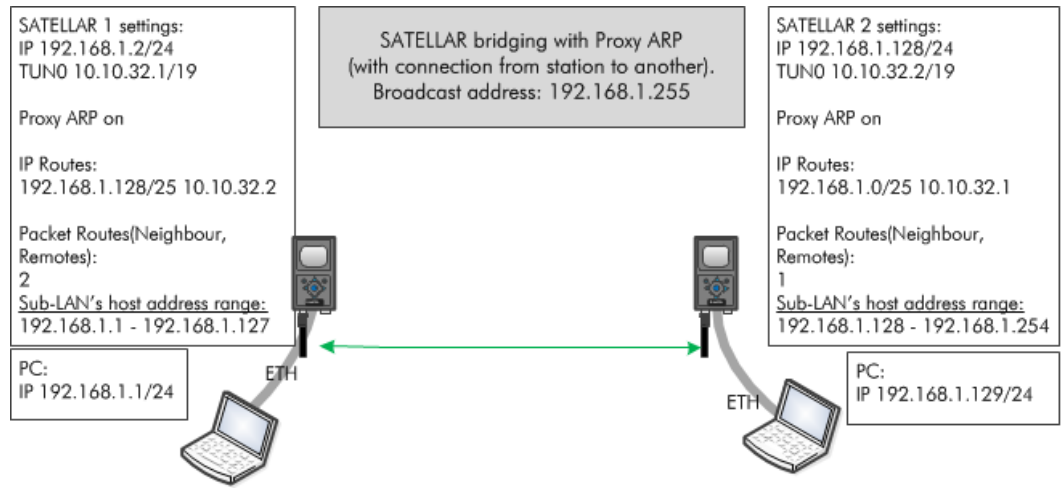 SATELLAR 1 settings:
IP 192.168.1.2/24
TUN0 10.10.32.1/19
Proxy ARP on
IP Routes:
192.168.1.128/25 10.10.32.2
Packet Routes(Neighbour,
Remotes):
2
Sub-LAN's host address range:
192.168.1.1 - 192.168.1.127
PC:
IP 192.168.1.1/24
ETH
SATELLAR bridging with Proxy ARP
(with connection from station to another).
Broadcast address: 192.168.1.255
SATELLAR 2 settings:
IP 192.168.1.128/24
TUN0 10.10.32.2/19
Proxy ARP on
IP Routes:
192.168.1.0/25 10.10.32.1
Packet Routes(Neighbour,
Remotes):
1
Sub-LAN's host address range:
192.168.1.128 - 192.168.1.254
PC:
IP 192.168.1.129/24
ETH